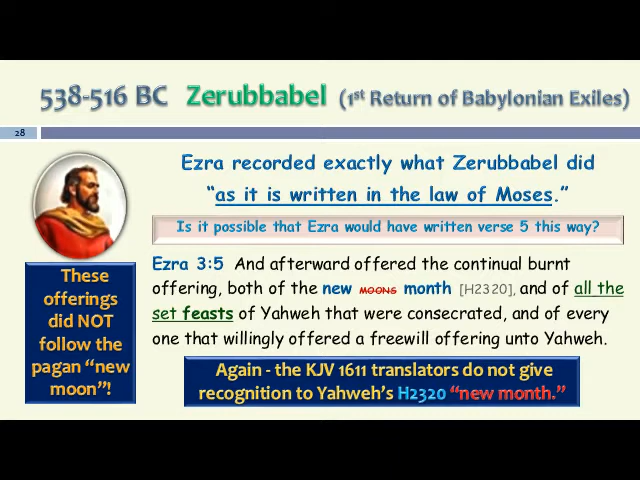 538-516 BC Zerubbabel (1st Return of Babylonian Exiles)
28
Ezra recorded exactly what Zerubbabel did
"as it is written in the law of Moses."
Is it possible that Ezra would have written verse 5 this way?
Ezra 3:5 And afterward offered the continual burnt
offering, both of the new moons month [H2320], and of all the
set feasts of Yahweh that were consecrated, and of every
one that willingly offered a freewill offering unto Yahweh.
These
offerings
did NOT
follow the
pagan "new
moon"!
Again - the KJV 1611 translators do not give
recognition to Yahweh's H2320 "new month."